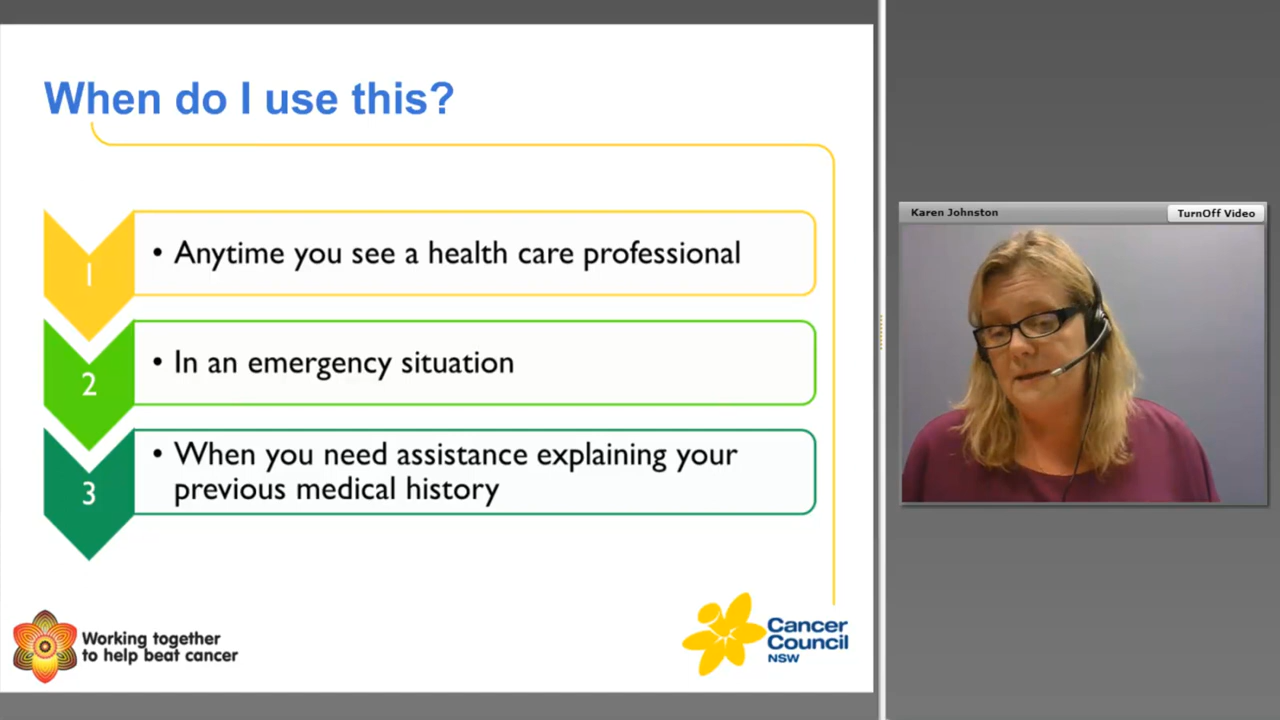 When do I use this?
1
• Anytime you see a health care professional
2
• In an emergency situation
3
• When you need assistance explaining your
previous medical history
Working together
to help beat cancer
Cancer
Council
NSW
Karen Johnston
TurnOff Video